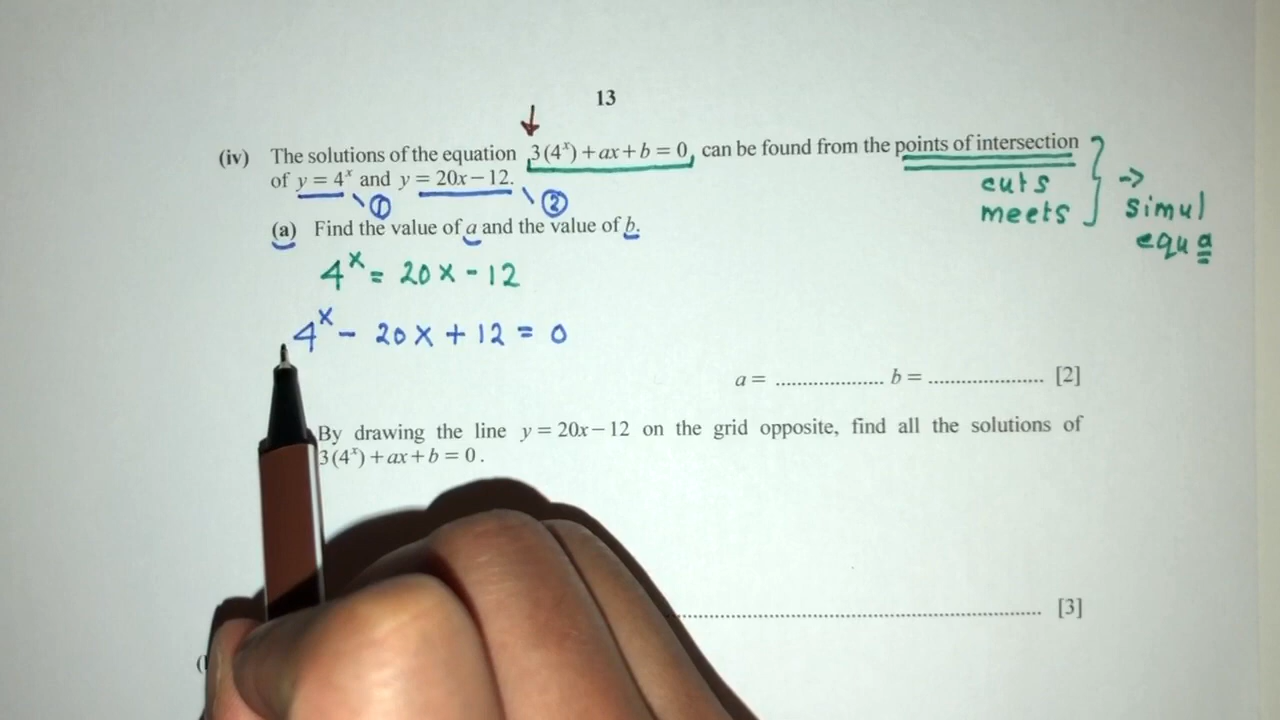 13
(iv) The solutions of the equation 3(4ˣ) + ax + b = 0, can be found from the points of intersection
of y = 4ˣ and y = 20x − 12.
① ②
cuts
meets
->
simul
equa
(a) Find the value of a and the value of b.
4ˣ = 20x - 12
4ˣ - 20x + 12 = 0
a = .................... b = ..................... [2]
By drawing the line y = 20x − 12 on the grid opposite, find all the solutions of
3(4ˣ) + ax + b = 0.
..................................................................... [3]